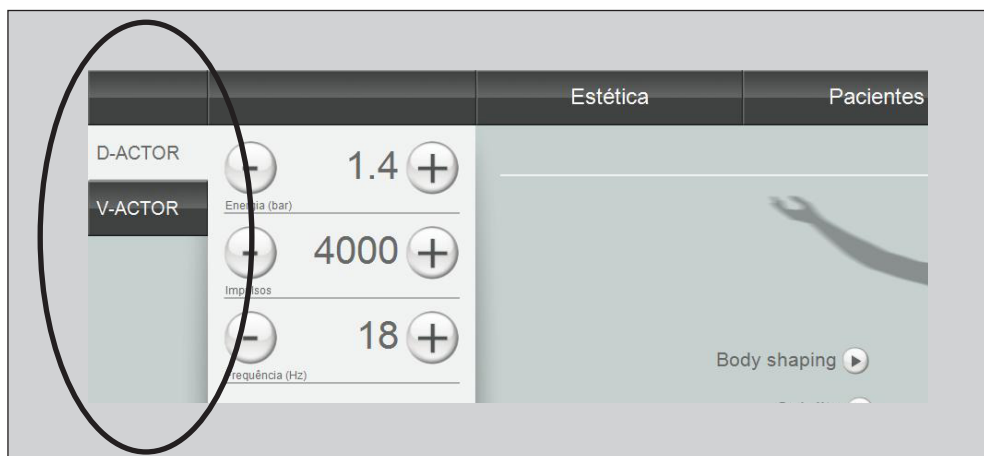 Estética
Pacientes
D-ACTOR
V-ACTOR
1.4
Energia (bar)
4000
Impulsos
18
Frequência (Hz)
Body shaping